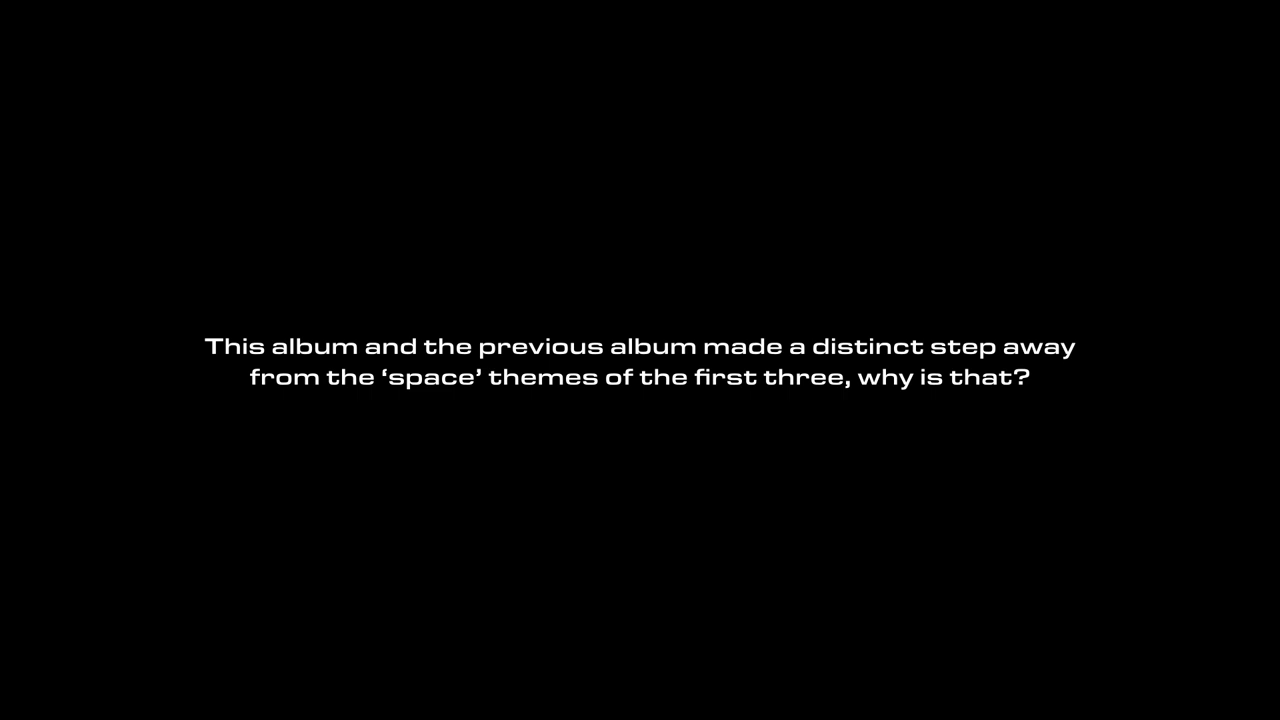 This album and the previous album made a distinct step away
from the ‘space’ themes of the first three, why is that?